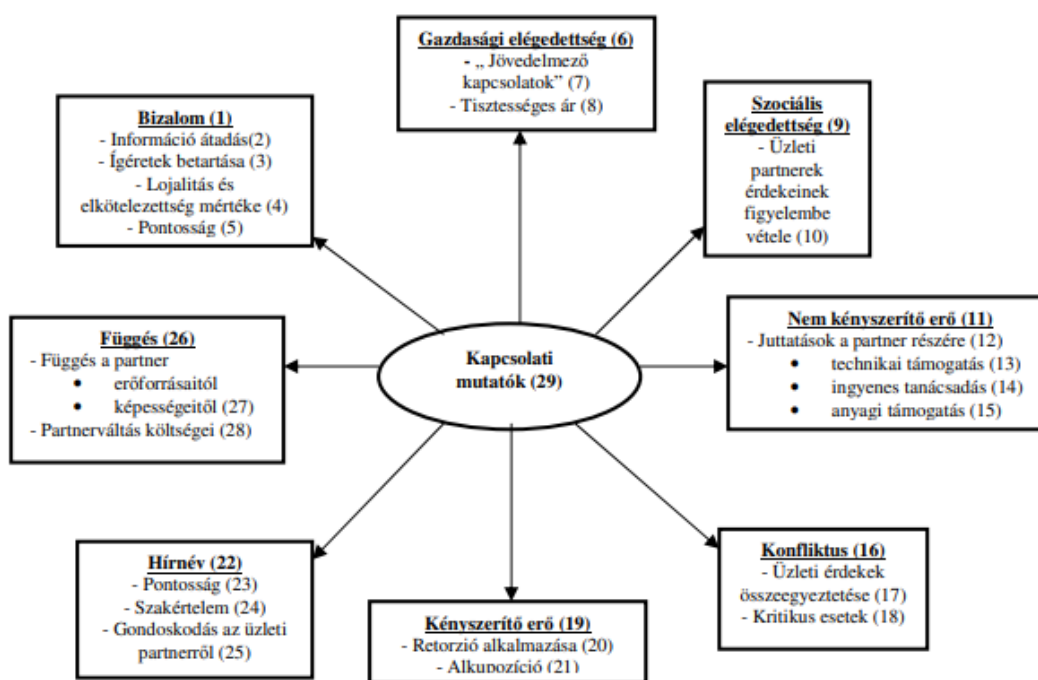 Gazdasági elégedettség (6)
- „ Jövedelmező
kapcsolatok” (7)
- Tisztességes ár (8)
Bizalom (1)
- Információ átadás(2)
- Ígéretek betartása (3)
- Lojalitás és
elkötelezettség mértéke (4)
- Pontosság (5)
Szociális
elégedettség (9)
- Üzleti
partnerek
érdekeinek
figyelembe
vétele (10)
Függés (26)
- Függés a partner
• erőforrásaitól
• képességeitől (27)
- Partnerváltás költségei (28)
Kapcsolati
mutatók (29)
Nem kényszerítő erő (11)
- Juttatások a partner részére (12)
• technikai támogatás (13)
• ingyenes tanácsadás (14)
• anyagi támogatás (15)
Hírnév (22)
- Pontosság (23)
- Szakértelem (24)
- Gondoskodás az üzleti
partnerről (25)
Kényszerítő erő (19)
- Retorzió alkalmazása (20)
- Alkupozíció (21)
Konfliktus (16)
- Üzleti érdekek
összeegyeztetése (17)
- Kritikus esetek (18)